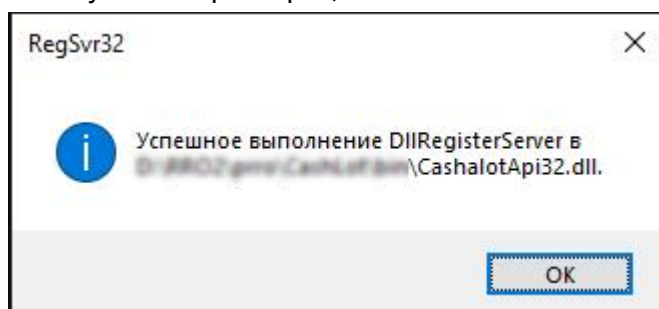 RegSvr32
Успешное выполнение DllRegisterServer в
\CashalotApi32.dll.
OK